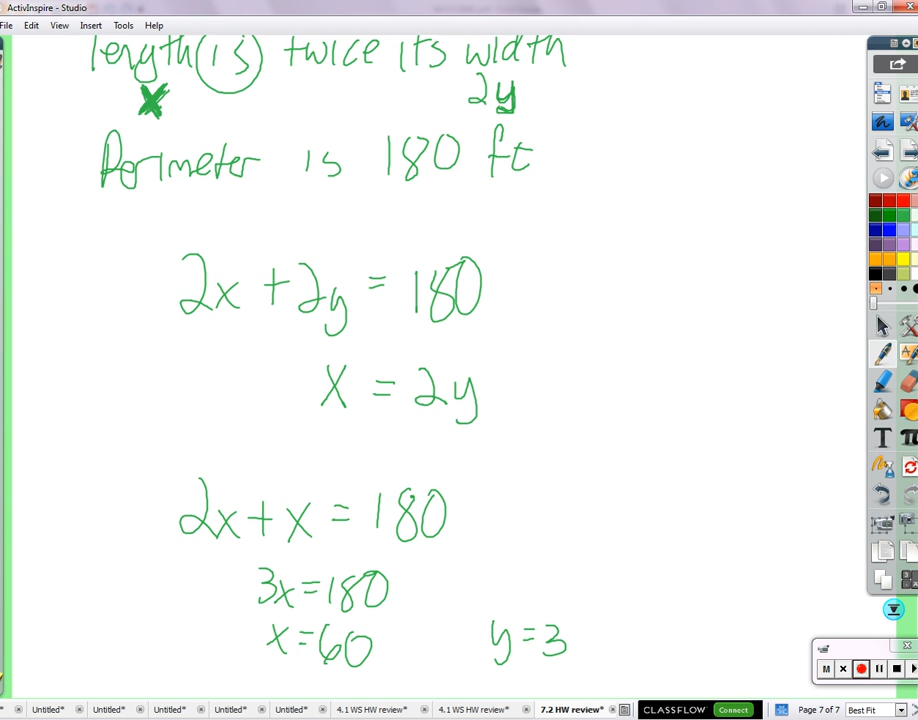 ActivInspire - Studio
File Edit View Insert Tools Help
length is twice its width
x 2y
Perimeter is 180 ft
2x + 2y = 180
x = 2y
2x + x = 180
3x = 180
x = 60 y = 3
Untitled* Untitled* Untitled* Untitled* Untitled* 4.1 WS HW review* 4.1 WS HW review* 7.2 HW review* CLASSFLOW Connect Page 7 of 7 Best Fit